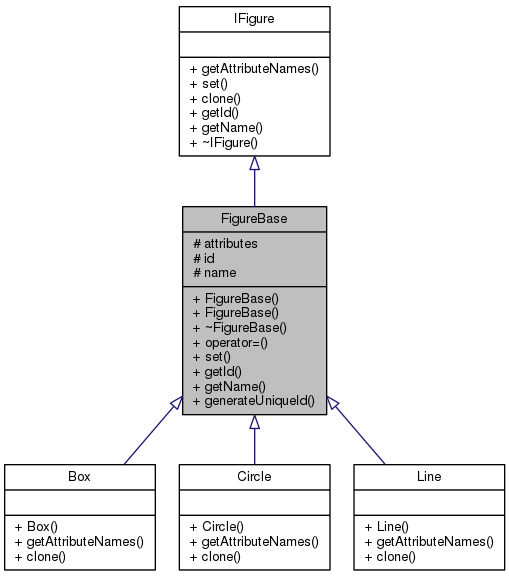 IFigure
+ getAttributeNames()
+ set()
+ clone()
+ getId()
+ getName()
+ ~IFigure()
FigureBase
# attributes
# id
# name
+ FigureBase()
+ FigureBase()
+ ~FigureBase()
+ operator=()
+ set()
+ getId()
+ getName()
+ generateUniqueId()
Box
+ Box()
+ getAttributeNames()
+ clone()
Circle
+ Circle()
+ getAttributeNames()
+ clone()
Line
+ Line()
+ getAttributeNames()
+ clone()